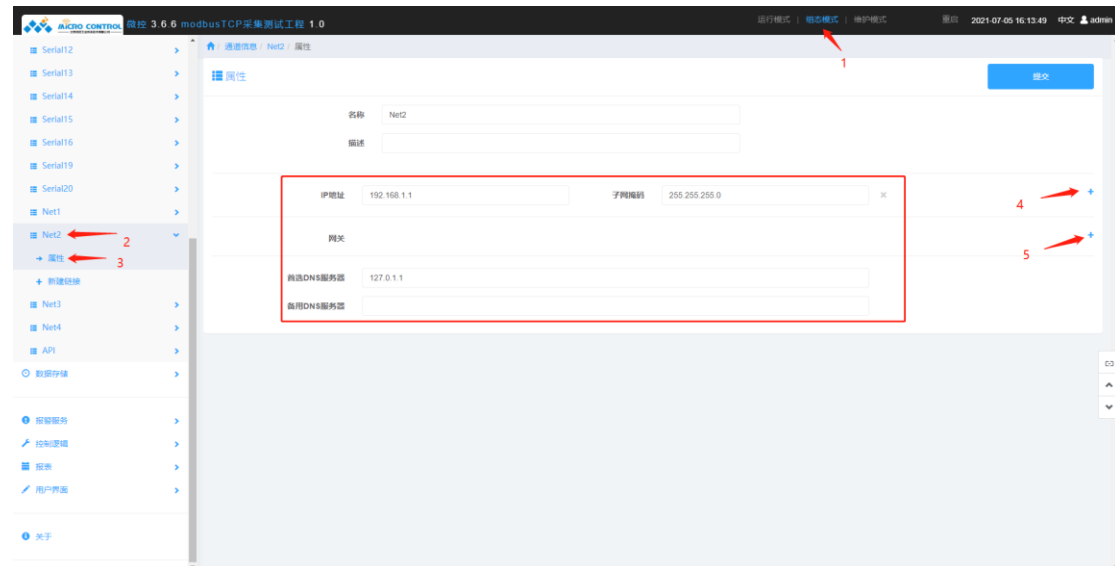 MICRO CONTROL 微控 3.6.6 modbusTCP采集测试工程 1.0
运行模式 | 组态模式 | 维护模式 重启 2021-07-05 16:13:49 中文 admin
1
Serial12
Serial13
Serial14
Serial15
Serial16
Serial19
Serial20
Net1
Net2
2
属性
3
新建链接
Net3
Net4
API
数据存储
报警服务
控制逻辑
报表
用户界面
关于
/ 通道信息 / Net2 / 属性
属性
提交
名称 Net2
描述
IP地址 192.168.1.1 子网掩码 255.255.255.0 ×
+
4
网关
+
5
首选DNS服务器 127.0.1.1
备用DNS服务器